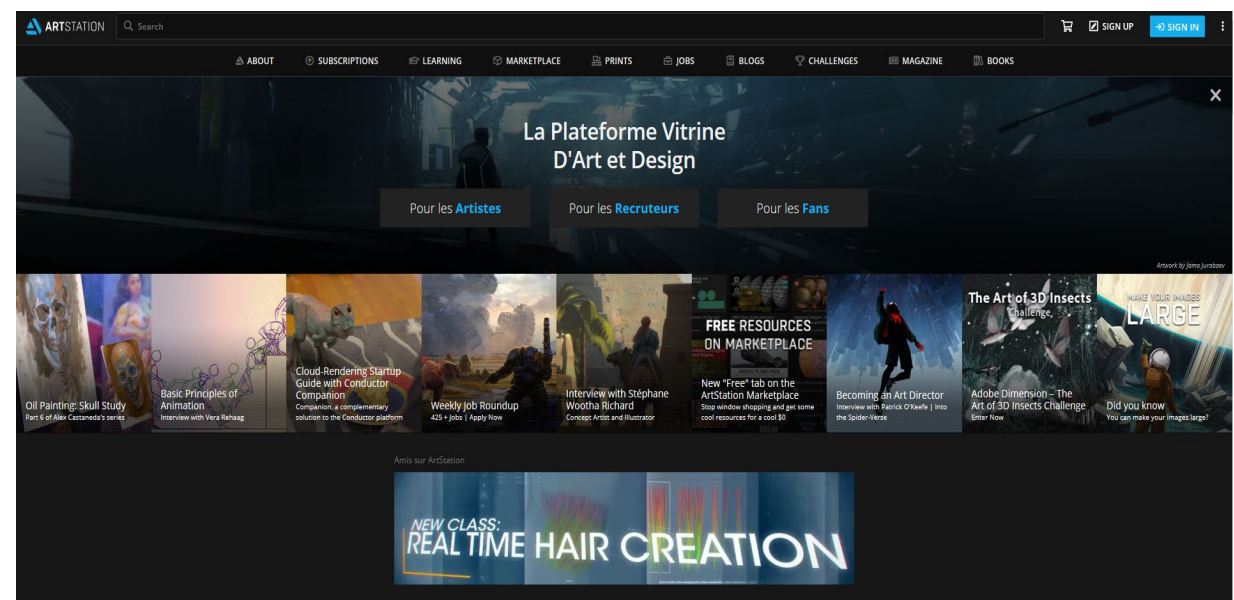 ARTSTATION
Search
SIGN UP
SIGN IN
ABOUT
SUBSCRIPTIONS
LEARNING
MARKETPLACE
PRINTS
JOBS
BLOGS
CHALLENGES
MAGAZINE
BOOKS
La Plateforme Vitrine
D'Art et Design
Pour les Artistes
Pour les Recruteurs
Pour les Fans
Artwork by Jama Jurabaev
Oil Painting: Skull Study
Part 6 of Alex Castaneda's series
Basic Principles of
Animation
Interview with Vera Rehaag
Cloud-Rendering Startup
Guide with Conductor
Companion
Companion, a complementary
solution to the Conductor platform
Weekly Job Roundup
425 + Jobs | Apply Now
Interview with Stéphane
Wootha Richard
Concept Artist and Illustrator
FREE RESOURCES
ON MARKETPLACE
New "Free" tab on the
ArtStation Marketplace
Stop window shopping and get some
cool resources for a cool $0
Becoming an Art Director
Interview with Patrick O'Keefe | Into
the Spider-Verse
The Art of 3D Insects
Challenge
Adobe Dimension – The
Art of 3D Insects Challenge
Enter Now
MAKE YOUR IMAGES
LARGE
Did you know
You can make your images large?
Amis sur ArtStation
NEW CLASS:
REAL TIME HAIR CREATION